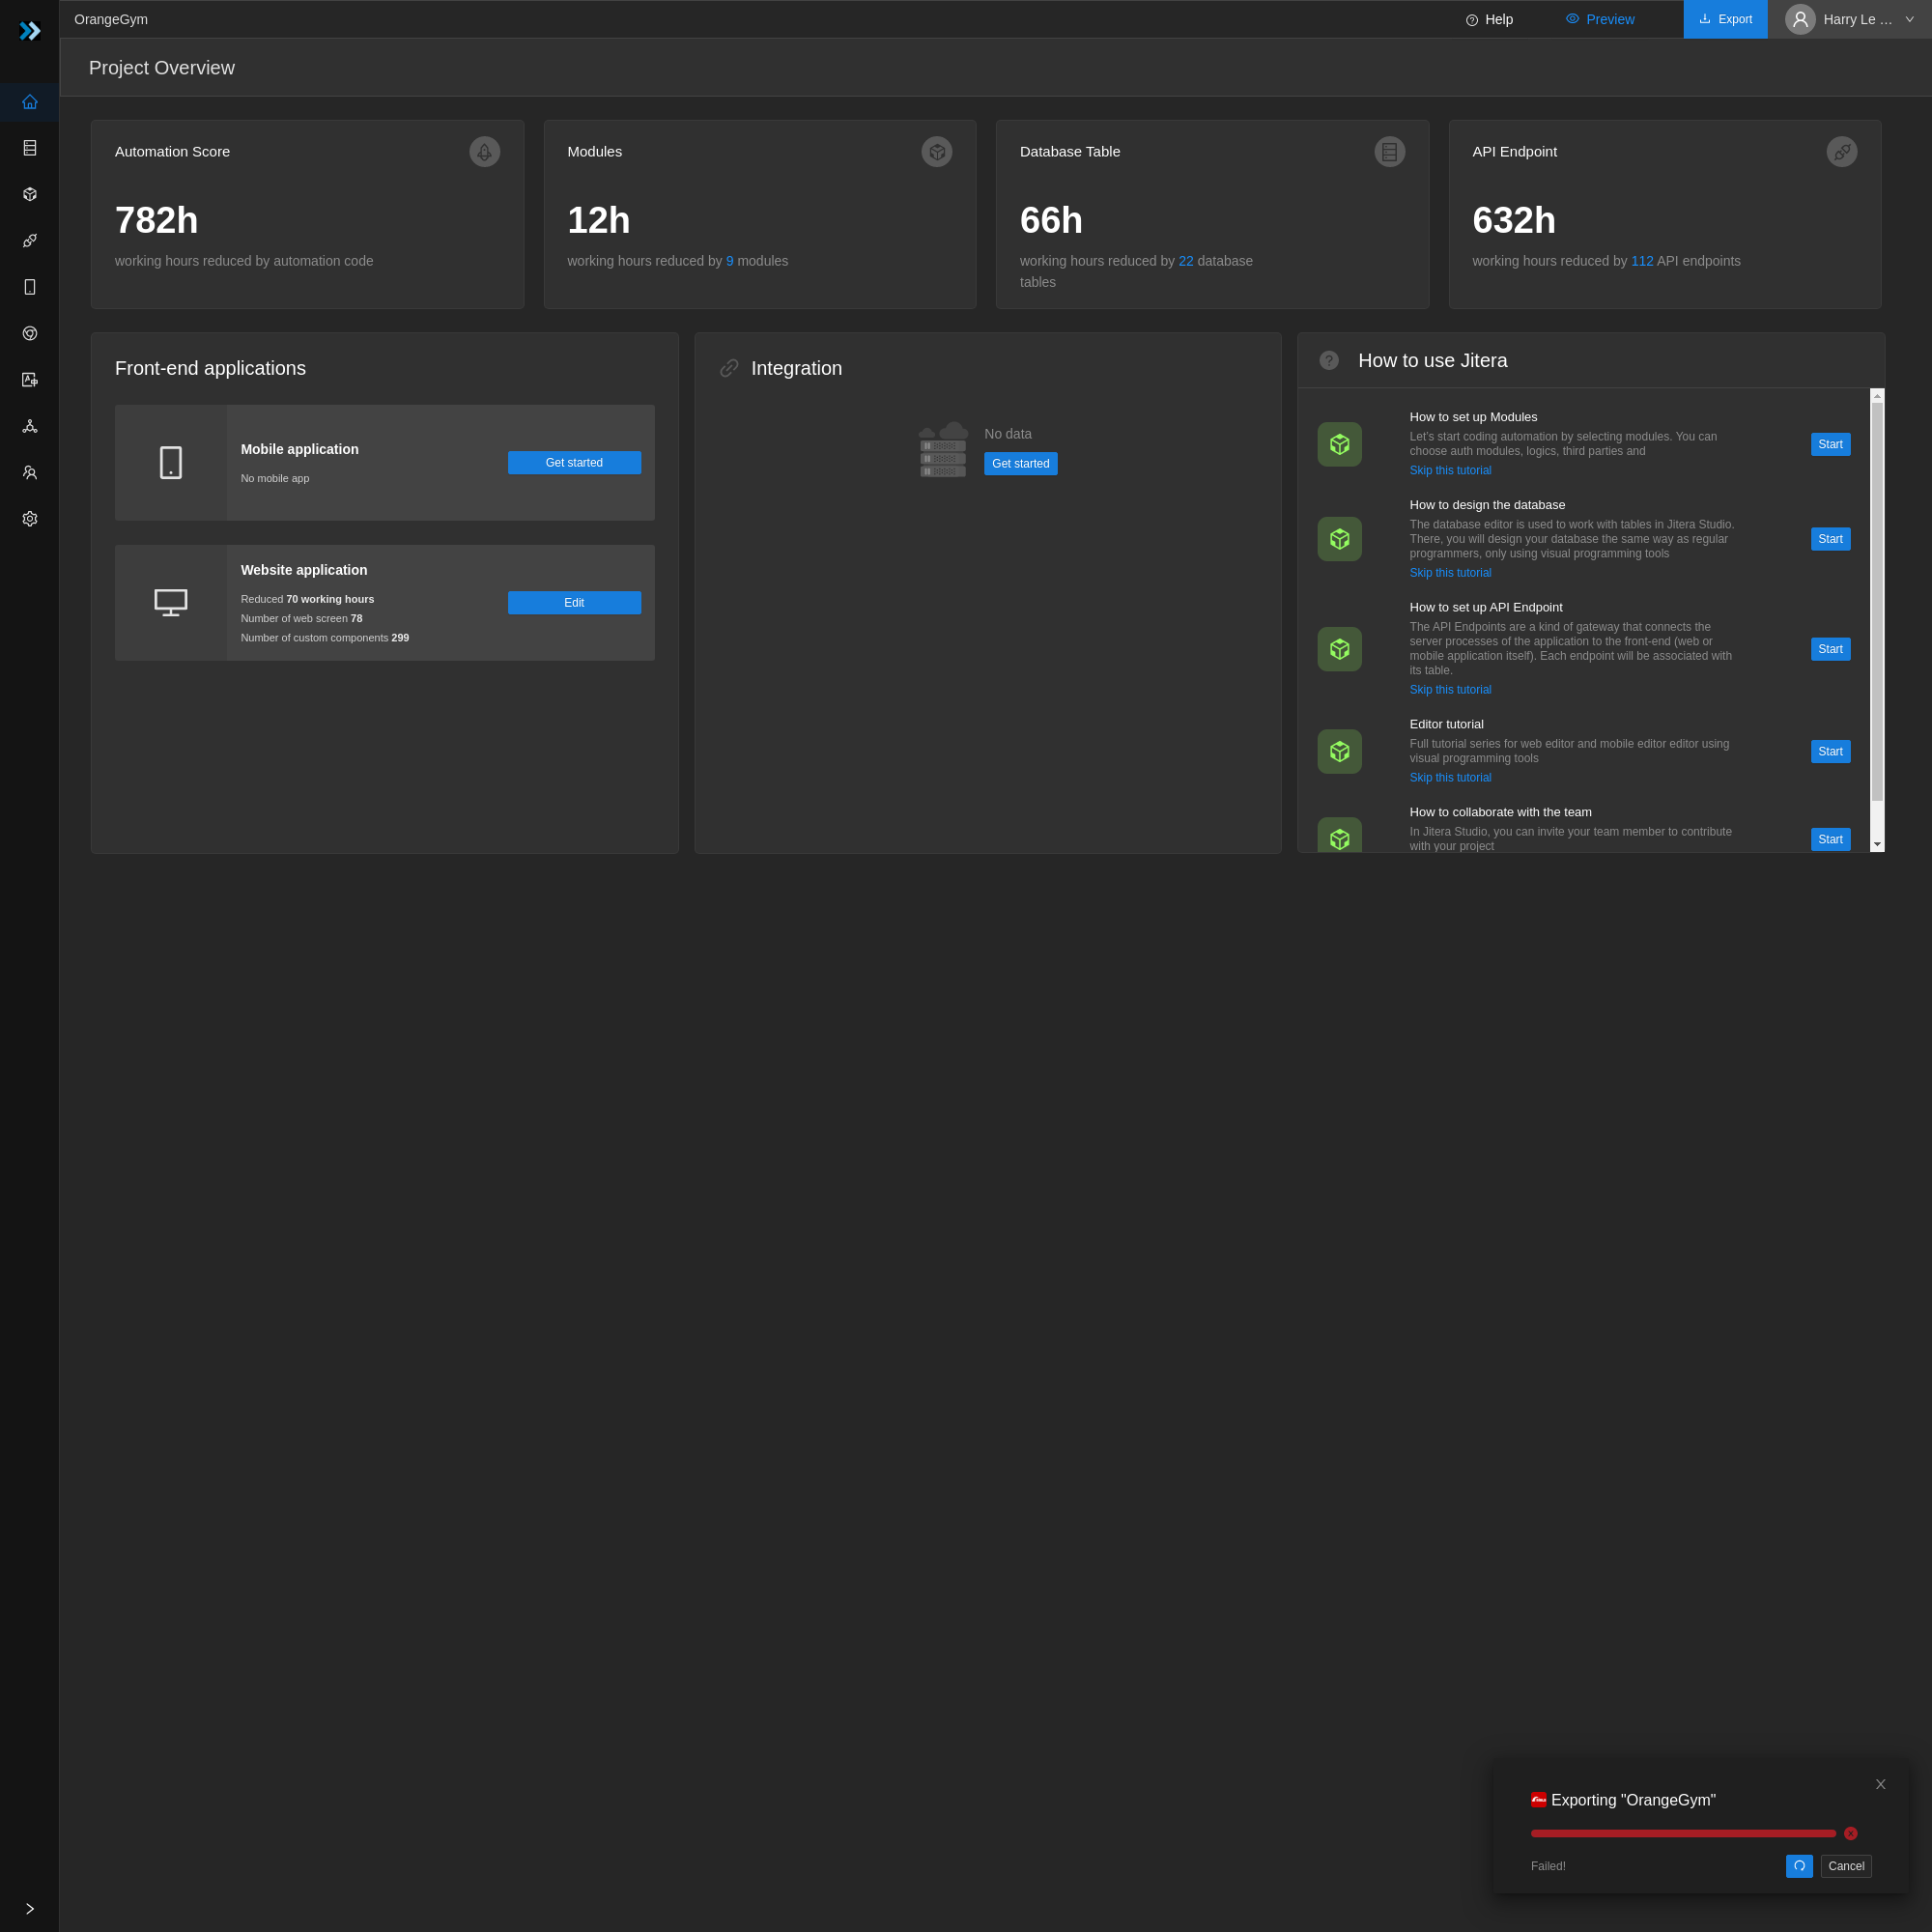 OrangeGym
Help
Preview
Export
Harry Le ...
Project Overview
Automation Score
782h
working hours reduced by automation code
Modules
12h
working hours reduced by 9 modules
Database Table
66h
working hours reduced by 22 database
tables
API Endpoint
632h
working hours reduced by 112 API endpoints
Front-end applications
Mobile application
No mobile app
Get started
Website application
Reduced 70 working hours
Number of web screen 78
Number of custom components 299
Edit
Integration
No data
Get started
How to use Jitera
How to set up Modules
Let's start coding automation by selecting modules. You can
choose auth modules, logics, third parties and
Skip this tutorial
Start
How to design the database
The database editor is used to work with tables in Jitera Studio.
There, you will design your database the same way as regular
programmers, only using visual programming tools
Skip this tutorial
Start
How to set up API Endpoint
The API Endpoints are a kind of gateway that connects the
server processes of the application to the front-end (web or
mobile application itself). Each endpoint will be associated with
its table.
Skip this tutorial
Start
Editor tutorial
Full tutorial series for web editor and mobile editor editor using
visual programming tools
Skip this tutorial
Start
How to collaborate with the team
In Jitera Studio, you can invite your team member to contribute
with your project
Start
Exporting "OrangeGym"
Failed!
Cancel